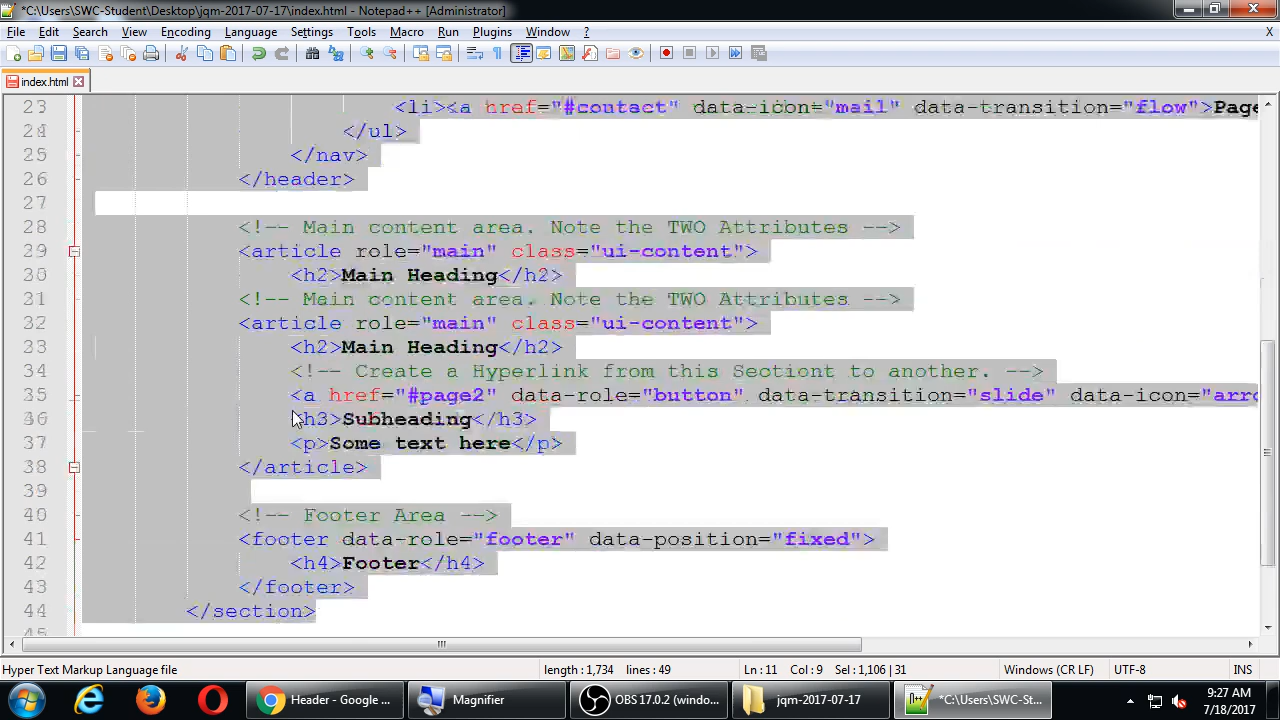 *C:\Users\SWC-Student\Desktop\jqm-2017-07-17\index.html - Notepad++ [Administrator]
File Edit Search View Encoding Language Settings Tools Macro Run Plugins Window ? X
index.html
23 <li><a href="#contact" data-icon="mail" data-transition="flow">Page
24 </ul>
25 </nav>
26 </header>
27
28 <!-- Main content area. Note the TWO Attributes -->
29 <article role="main" class="ui-content">
30 <h2>Main Heading</h2>
31 <!-- Main content area. Note the TWO Attributes -->
32 <article role="main" class="ui-content">
33 <h2>Main Heading</h2>
34 <!-- Create a Hyperlink from this Sectiont to another. -->
35 <a href="#page2" data-role="button" data-transition="slide" data-icon="arro
36 <h3>Subheading</h3>
37 <p>Some text here</p>
38 </article>
39
40 <!-- Footer Area -->
41 <footer data-role="footer" data-position="fixed">
42 <h4>Footer</h4>
43 </footer>
44 </section>
45
Hyper Text Markup Language file length : 1,734 lines : 49 Ln : 11 Col : 9 Sel : 1,106 | 31 Windows (CR LF) UTF-8 INS
Header - Google ... Magnifier OBS 17.0.2 (windo... jqm-2017-07-17 *C:\Users\SWC-St... 9:27 AM
7/18/2017